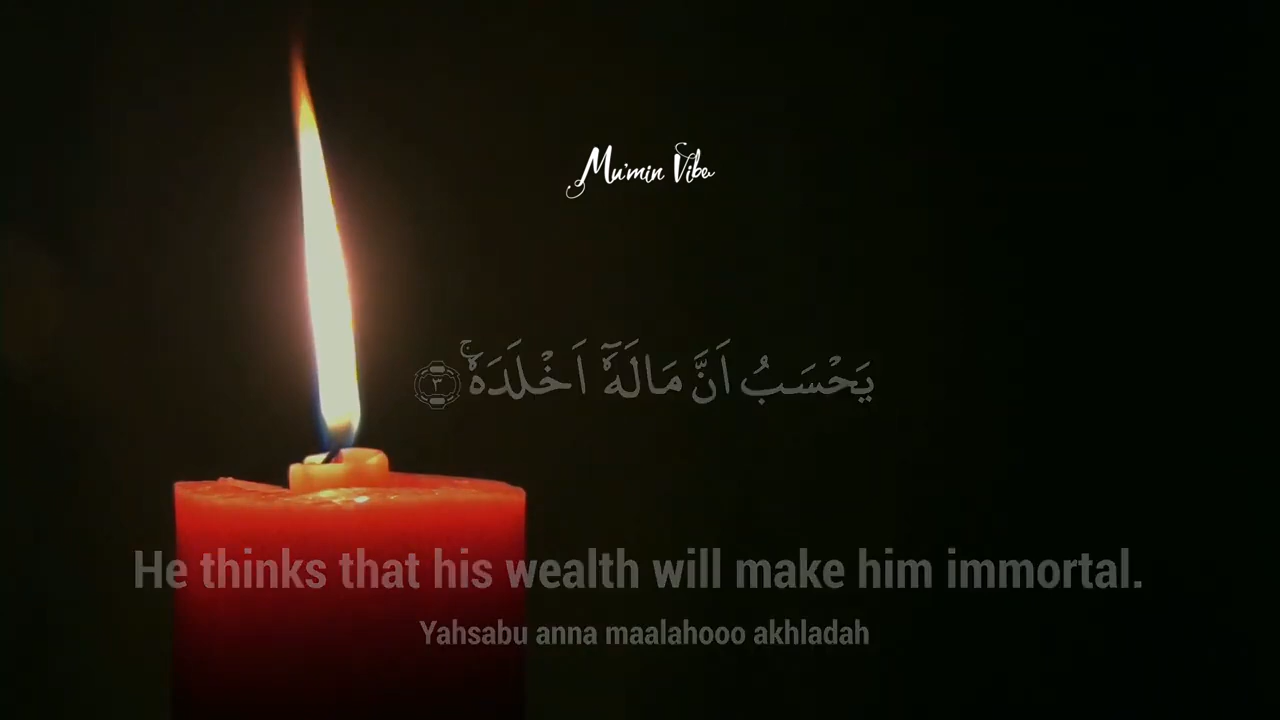 Mu'min Vibe
يَحْسَبُ اَنَّ مَالَهٗۤ اَخْلَدَهٗۚ ٣
He thinks that his wealth will make him immortal.
Yahsabu anna maalahooo akhladah